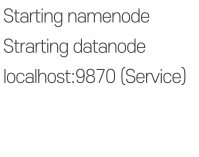 Starting namenode
Strarting datanode
localhost:9870 (Service)